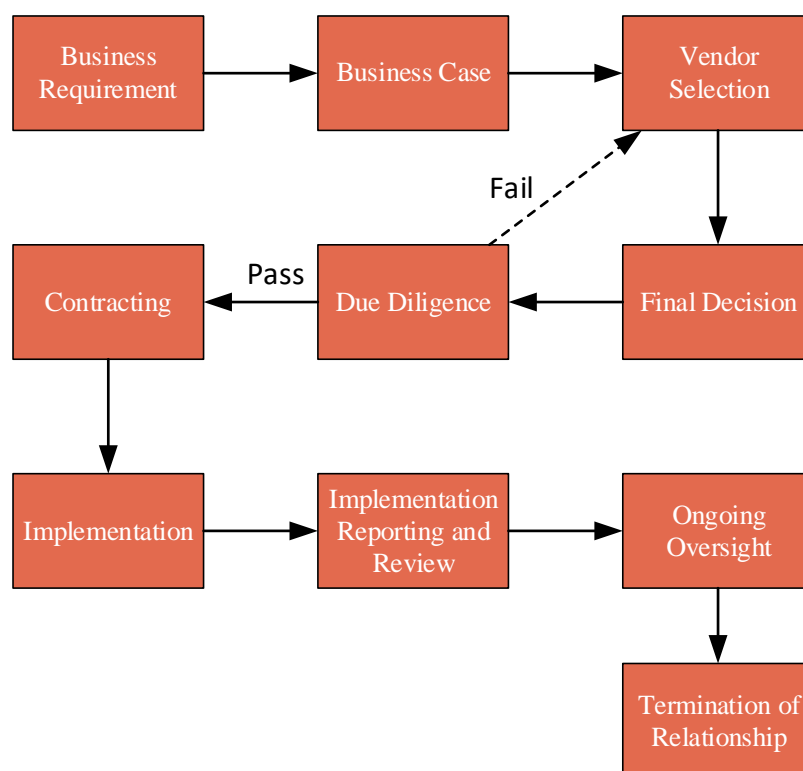 Business
Requirement
Business Case
Vendor
Selection
Fail
Contracting
Pass
Due Diligence
Final Decision
Implementation
Implementation
Reporting and
Review
Ongoing
Oversight
Termination of
Relationship